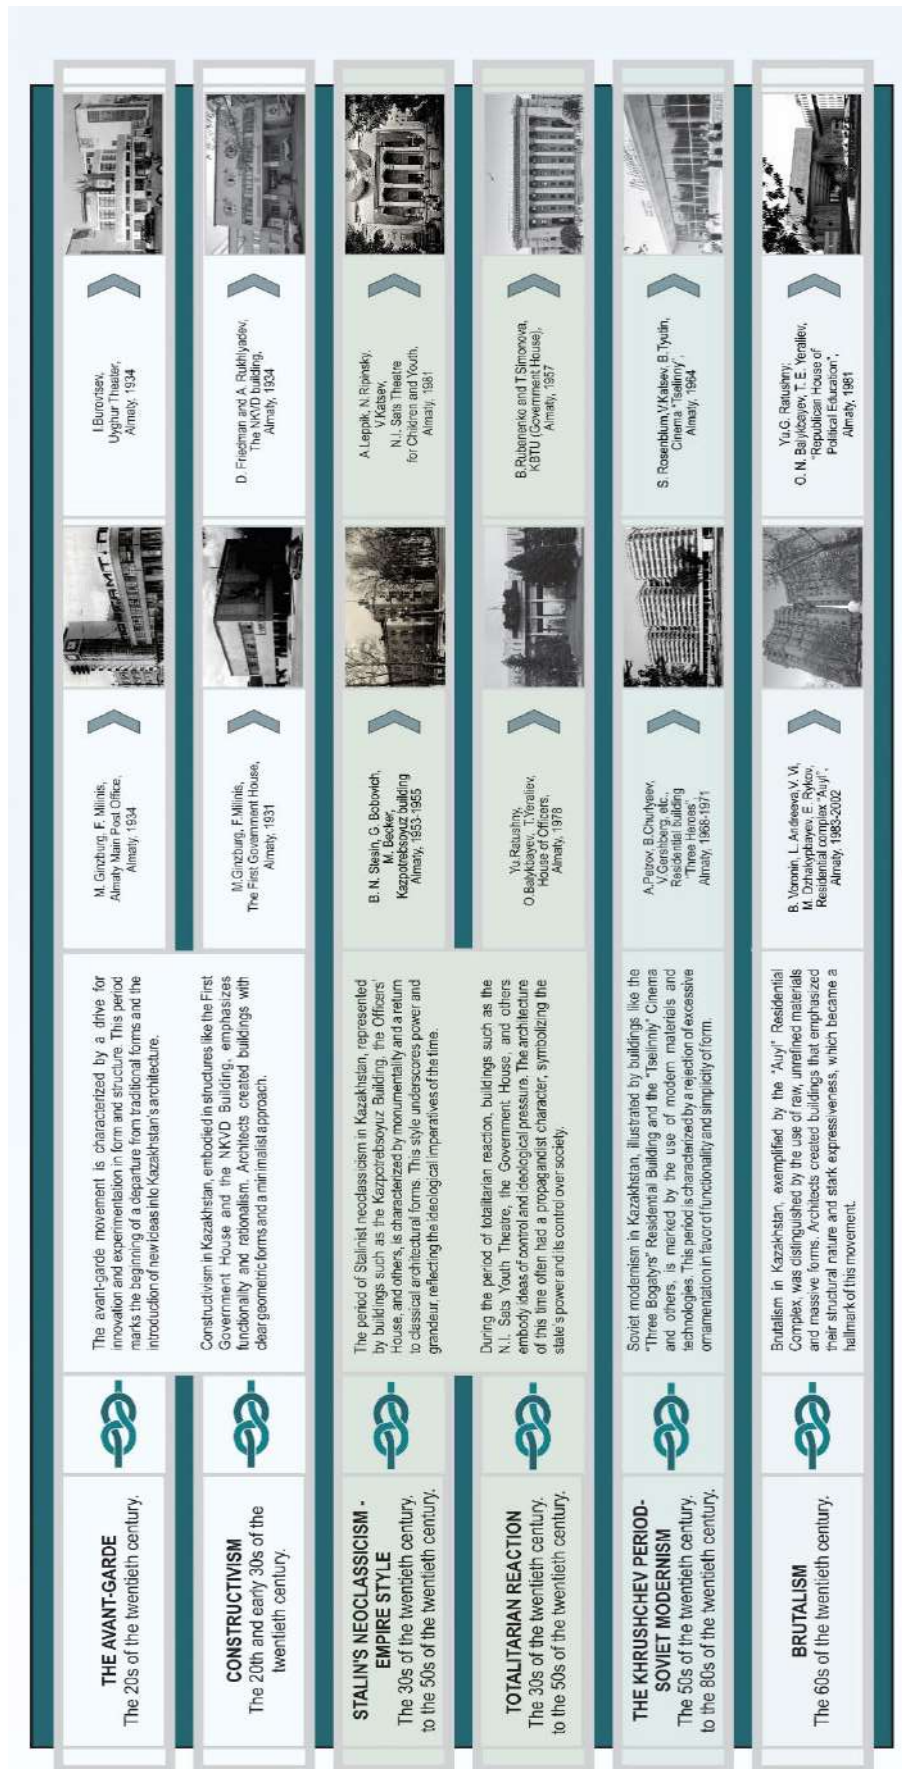 THE AVANT-GARDE
The 20s of the twentieth century.
The avant-garde movement is characterized by a drive for
innovation and experimentation in form and structure. This period
marks the beginning of a departure from traditional forms and the
introduction of new ideas into Kazakhstan's architecture.
M. Ginzburg, F. Milinis,
Almaty Main Post Office,
Almaty, 1934
I.Burovtsev,
Uyghur Theater,
Almaty, 1934
CONSTRUCTIVISM
The 20th and early 30s of the
twentieth century.
Constructivism in Kazakhstan, embodied in structures like the First
Government House and the NKVD Building, emphasizes
functionality and rationalism. Architects created buildings with
clear geometric forms and a minimalist approach.
M.Ginzburg, F.Milinis,
The First Government House,
Almaty, 1931
D. Friedman and A. Rukhlyadev,
The NKVD building,
Almaty, 1934
STALIN'S NEOCLASSICISM -
EMPIRE STYLE
The 30s of the twentieth century.
to the 50s of the twentieth century.
The period of Stalinist neoclassicism in Kazakhstan, represented
by buildings such as the Kazpotrebsoyuz Building, the Officers'
House, and others, is characterized by monumentality and a return
to classical architectural forms. This style underscores power and
grandeur, reflecting the ideological imperatives of the time.
B. N. Stesin, G. Bobovich,
M. Becker,
Kazpotrebsoyuz building
Almaty, 1953-1955
A.Leppik, N.Ripinsky,
V.Katsev,
N.I. Sats Theatre
for Children and Youth,
Almaty, 1981
TOTALITARIAN REACTION
The 30s of the twentieth century.
to the 50s of the twentieth century.
During the period of totalitarian reaction, buildings such as the
N.I. Sats Youth Theatre, the Government House, and others
embody ideas of control and ideological pressure. The architecture
of this time often had a propagandist character, symbolizing the
state's power and its control over society.
Yu.Ratushny,
O.Balykbayev, T.Yeraliev,
House of Officers,
Almaty, 1978
B.Rubanenko and T.Simonova,
KBTU (Government House),
Almaty, 1957
THE KHRUSHCHEV PERIOD-
SOVIET MODERNISM
The 50s of the twentieth century.
to the 80s of the twentieth century.
Soviet modernism in Kazakhstan, illustrated by buildings like the
"Three Bogatyrs" Residential Building and the "Tselinniy" Cinema
and others, is marked by the use of modern materials and
technologies. This period is characterized by a rejection of excessive
ornamentation in favor of functionality and simplicity of form.
A.Petrov, B.Churlyaev,
V.Gershberg, etc.,
Residential building
"Three Heroes",
Almaty, 1968-1971
S. Rosenblum,V.Katsev, B.Tyutin,
Cinema "Tselinny",
Almaty, 1964
BRUTALISM
The 60s of the twentieth century.
Brutalism in Kazakhstan, exemplified by the "Auyl" Residential
Complex, was distinguished by the use of raw, unrefined materials
and massive forms. Architects created buildings that emphasized
their structural nature and stark expressiveness, which became a
hallmark of this movement.
B. Voronin, L. Andreeva,V. Vi,
M. Dzhakypbayev, E. Rykov,
Residential complex "Auyl",
Almaty, 1983-2002
Yu.G. Ratushny,
O. N. Balykbayev, T. E. Yeraliev,
"Republican House of
Political Education",
Almaty, 1981